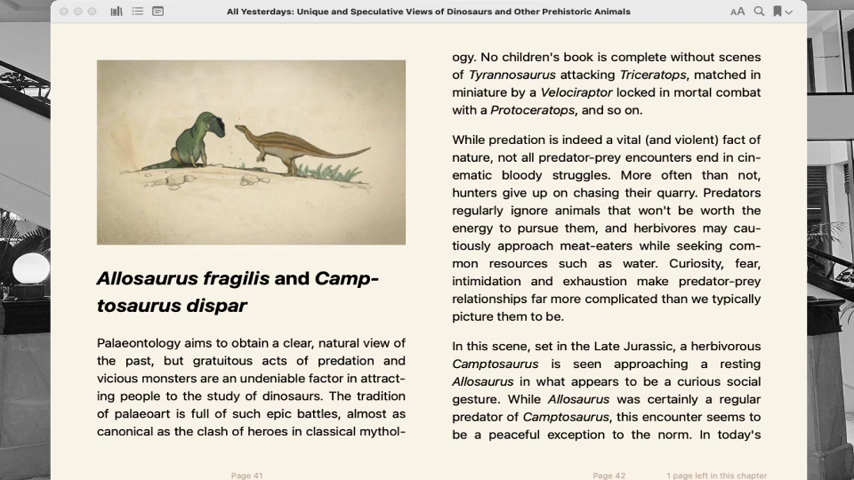 All Yesterdays: Unique and Speculative Views of Dinosaurs and Other Prehistoric Animals
AA
Allosaurus fragilis and Camp-
tosaurus dispar
Palaeontology aims to obtain a clear, natural view of
the past, but gratuitous acts of predation and
vicious monsters are an undeniable factor in attract-
ing people to the study of dinosaurs. The tradition
of palaeoart is full of such epic battles, almost as
canonical as the clash of heroes in classical mythol-
Page 41
ogy. No children's book is complete without scenes
of Tyrannosaurus attacking Triceratops, matched in
miniature by a Velociraptor locked in mortal combat
with a Protoceratops, and so on.
While predation is indeed a vital (and violent) fact of
nature, not all predator-prey encounters end in cin-
ematic bloody struggles. More often than not,
hunters give up on chasing their quarry. Predators
regularly ignore animals that won't be worth the
energy to pursue them, and herbivores may cau-
tiously approach meat-eaters while seeking com-
mon resources such as water. Curiosity, fear,
intimidation and exhaustion make predator-prey
relationships far more complicated than we typically
picture them to be.
In this scene, set in the Late Jurassic, a herbivorous
Camptosaurus is seen approaching a resting
Allosaurus in what appears to be a curious social
gesture. While Allosaurus was certainly a regular
predator of Camptosaurus, this encounter seems to
be a peaceful exception to the norm. In today's
Page 42
1 page left in this chapter